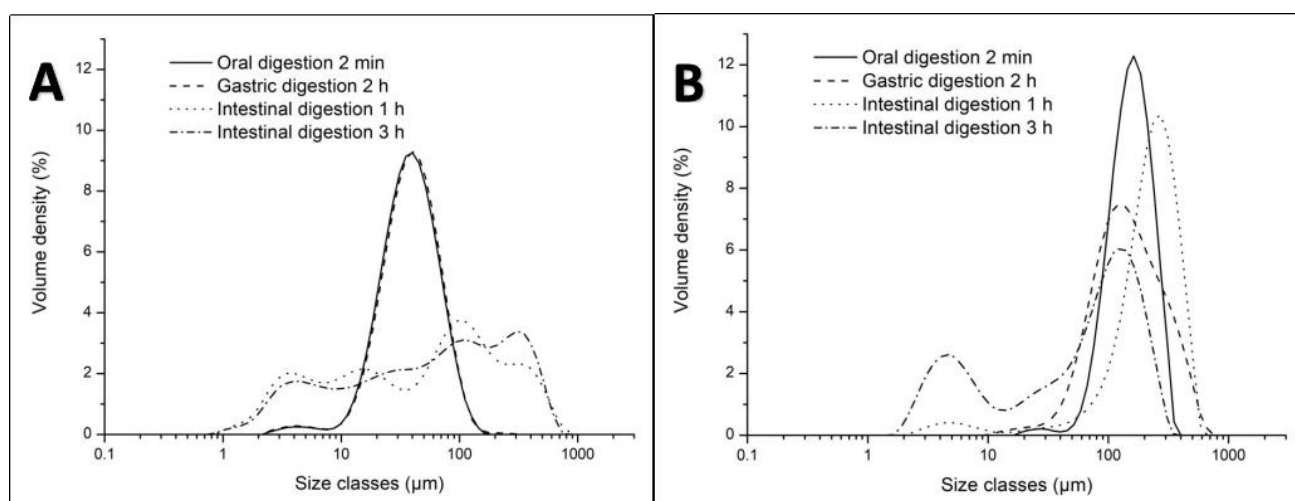 A
Oral digestion 2 min
Gastric digestion 2 h
Intestinal digestion 1 h
Intestinal digestion 3 h
Volume density (%)
12
10
8
6
4
2
0
0.1 1 10 100 1000
Size classes (µm)
B
Oral digestion 2 min
Gastric digestion 2 h
Intestinal digestion 1 h
Intestinal digestion 3 h
Volume density (%)
12
10
8
6
4
2
0
0.1 1 10 100 1000
Size classes (µm)